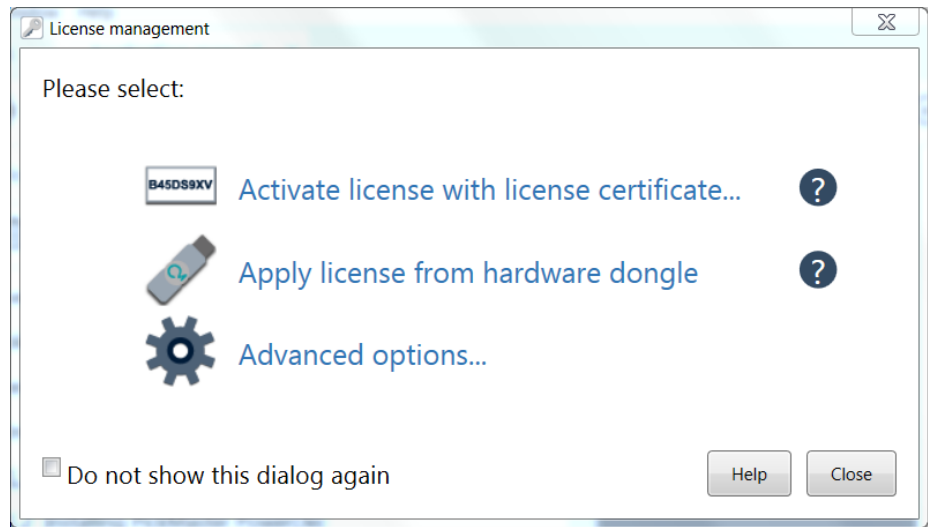 License management
Please select:
B45DS9XV
Activate license with license certificate...
?
Apply license from hardware dongle
?
Advanced options...
Do not show this dialog again
Help
Close